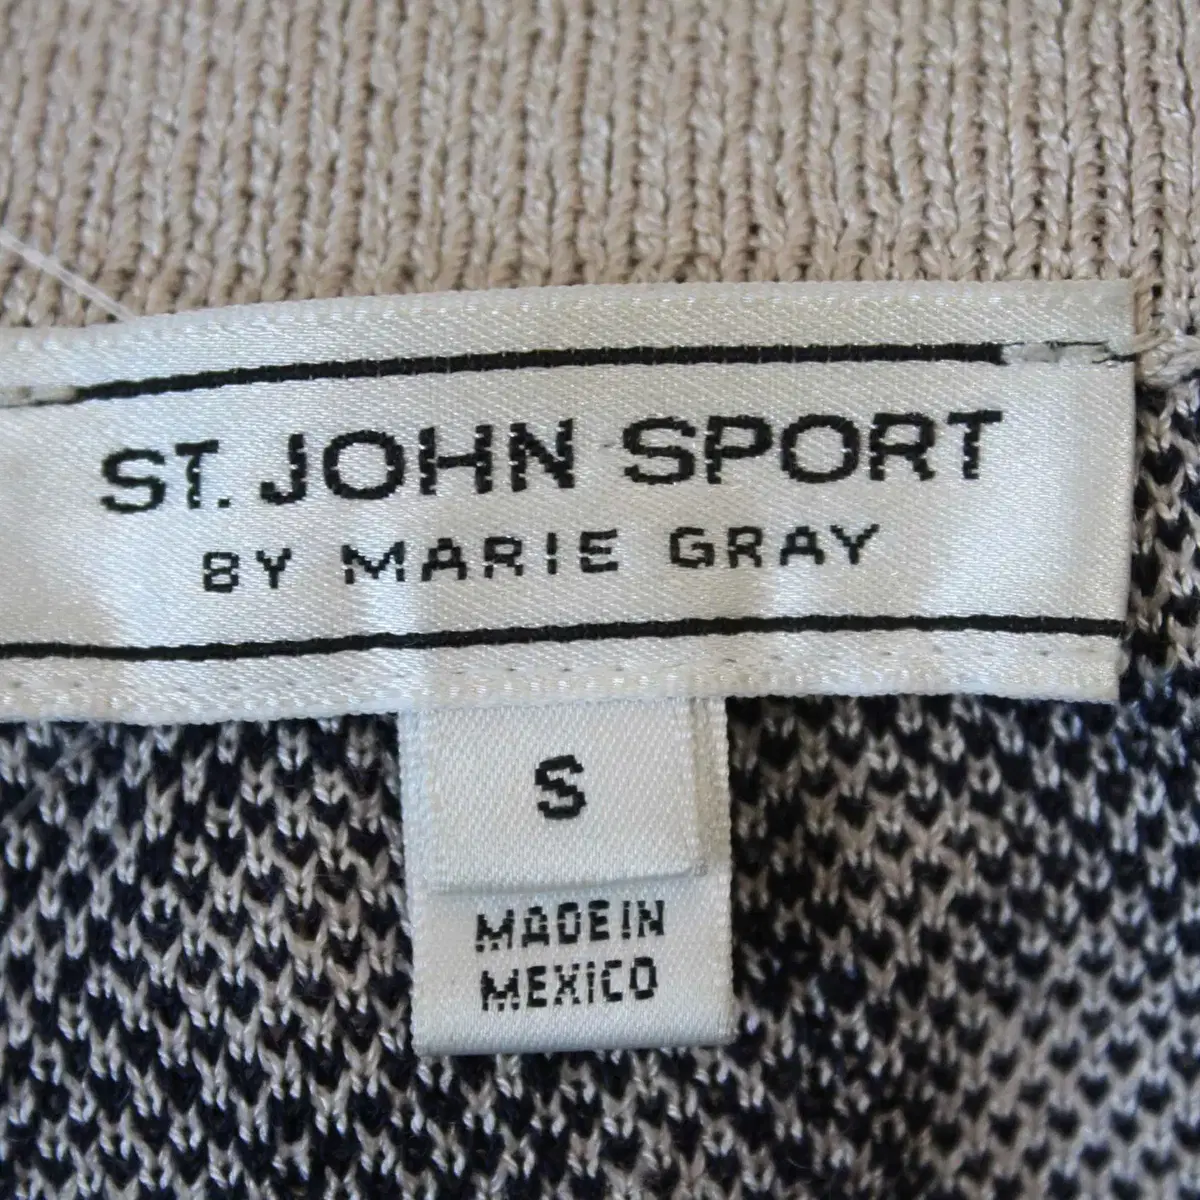 ST. JOHN SPORT
BY MARIE GRAY
S
MADE IN
MEXICO